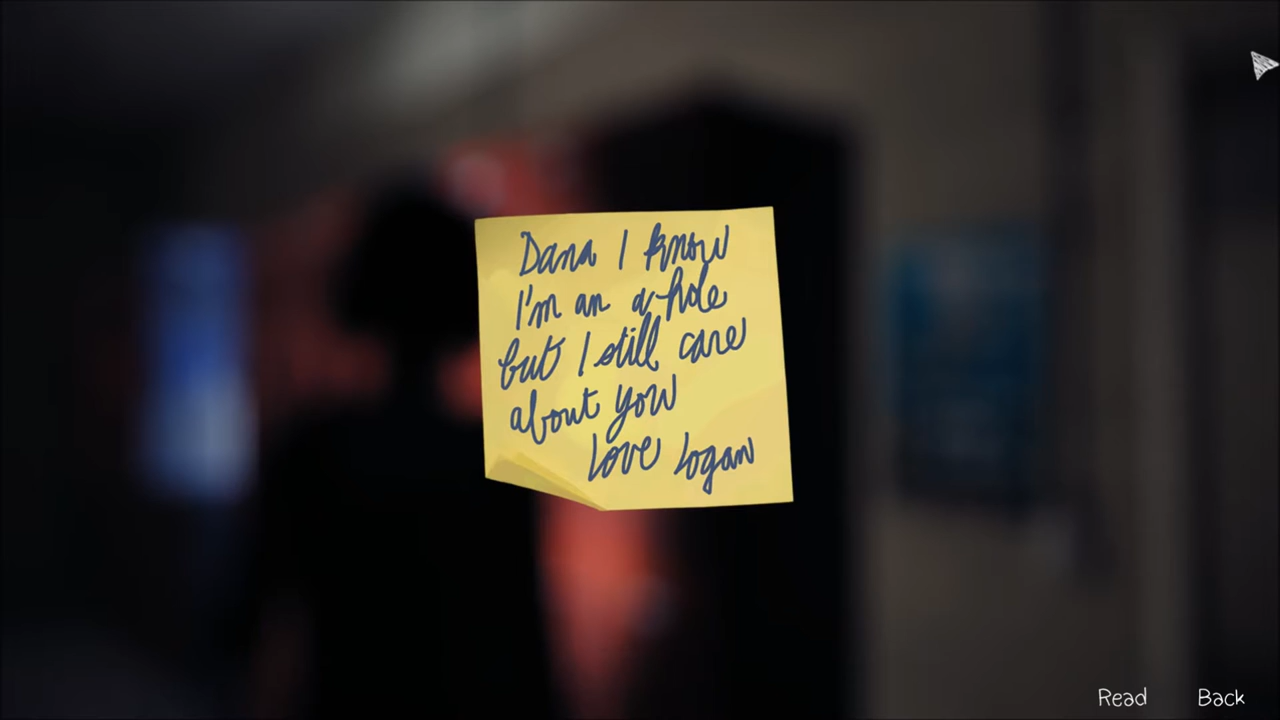 Dana I know
I'm an a-hole
but I still care
about you
Love Logan
Read
Back